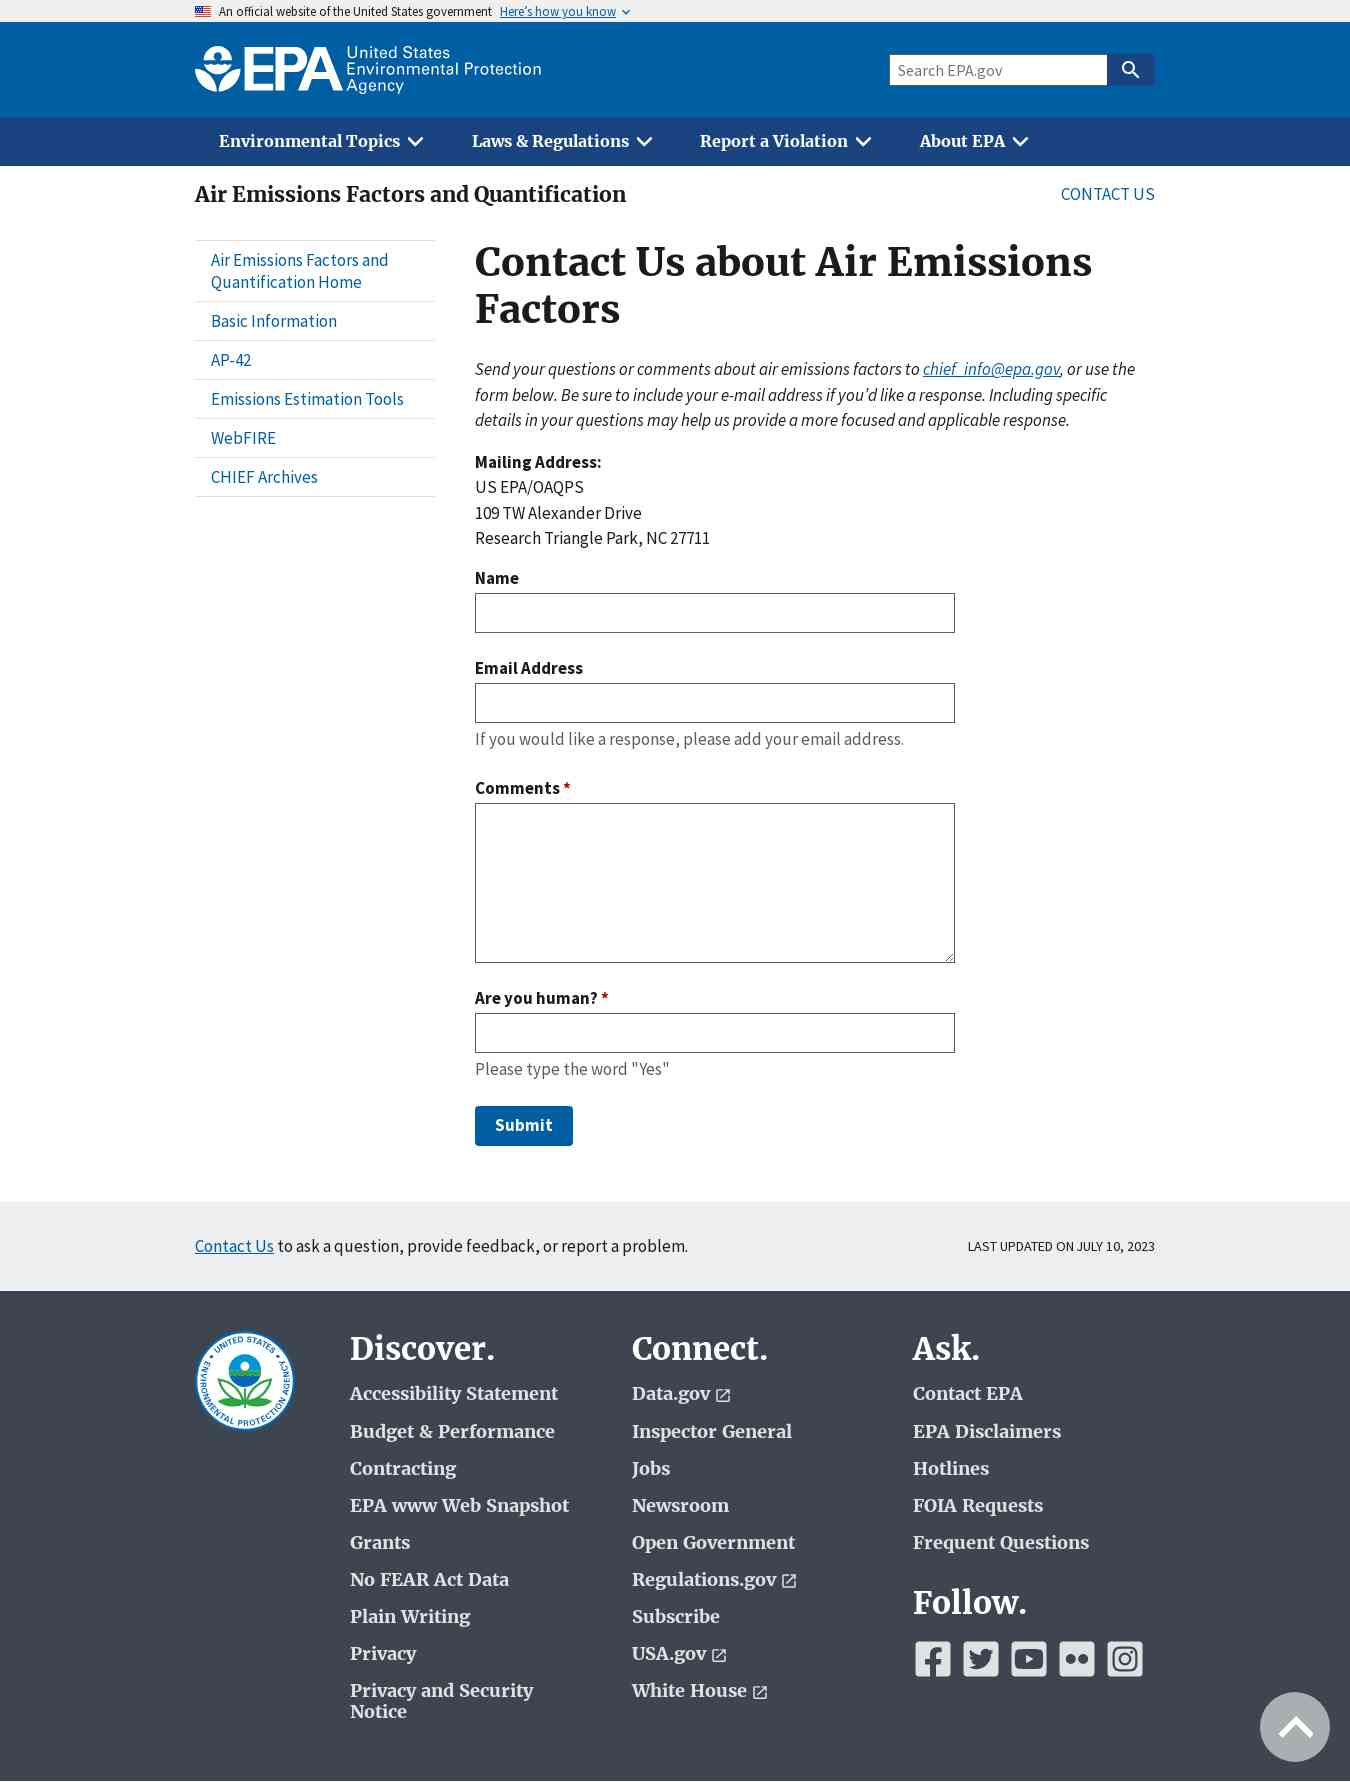 An official website of the United States government Here's how you know
EPA United States
Environmental Protection
Agency
Search EPA.gov
Environmental Topics
Laws & Regulations
Report a Violation
About EPA
Air Emissions Factors and Quantification
CONTACT US
Air Emissions Factors and
Quantification Home
Basic Information
AP-42
Emissions Estimation Tools
WebFIRE
CHIEF Archives
Contact Us about Air Emissions
Factors
Send your questions or comments about air emissions factors to chief_info@epa.gov, or use the
form below. Be sure to include your e-mail address if you'd like a response. Including specific
details in your questions may help us provide a more focused and applicable response.
Mailing Address:
US EPA/OAQPS
109 TW Alexander Drive
Research Triangle Park, NC 27711
Name
Email Address
If you would like a response, please add your email address.
Comments *
Are you human? *
Please type the word "Yes"
Submit
Contact Us to ask a question, provide feedback, or report a problem.
LAST UPDATED ON JULY 10, 2023
UNITED STATES
ENVIRONMENTAL PROTECTION AGENCY
Discover.
Accessibility Statement
Budget & Performance
Contracting
EPA www Web Snapshot
Grants
No FEAR Act Data
Plain Writing
Privacy
Privacy and Security
Notice
Connect.
Data.gov
Inspector General
Jobs
Newsroom
Open Government
Regulations.gov
Subscribe
USA.gov
White House
Ask.
Contact EPA
EPA Disclaimers
Hotlines
FOIA Requests
Frequent Questions
Follow.